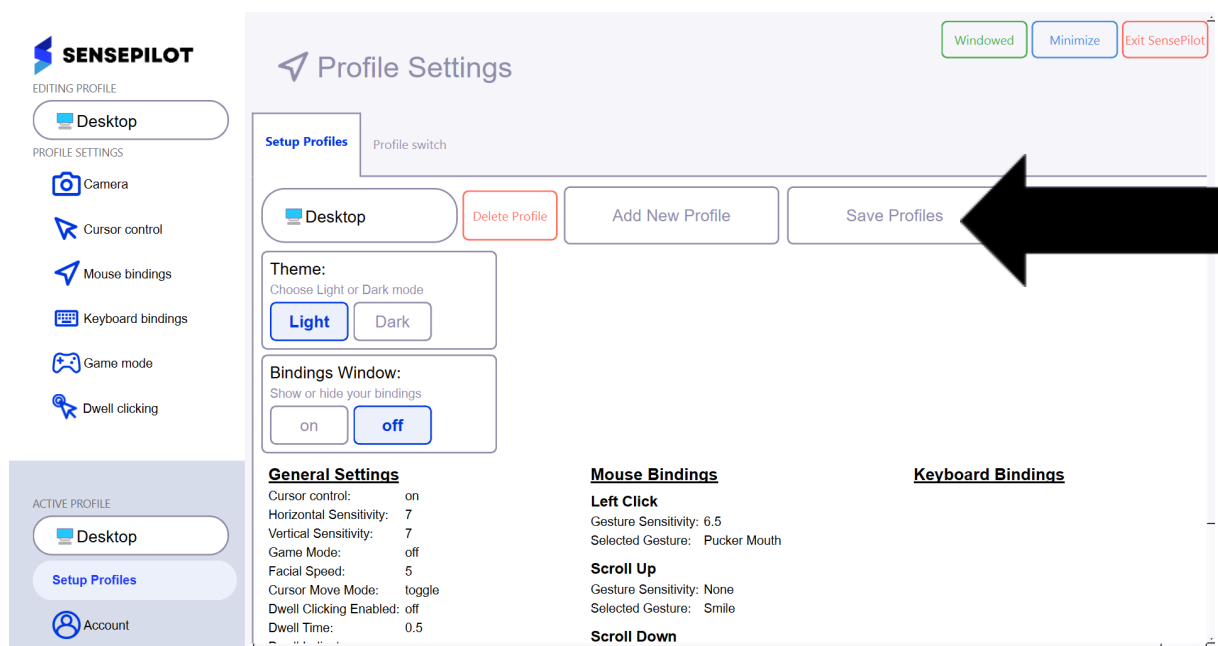 SENSEPILOT
EDITING PROFILE
Desktop
PROFILE SETTINGS
Camera
Cursor control
Mouse bindings
Keyboard bindings
Game mode
Dwell clicking
ACTIVE PROFILE
Desktop
Setup Profiles
Account
Profile Settings
Windowed
Minimize
Exit SensePilot
Setup Profiles
Profile switch
Desktop
Delete Profile
Add New Profile
Save Profiles
Theme:
Choose Light or Dark mode
Light
Dark
Bindings Window:
Show or hide your bindings
on
off
General Settings
Cursor control: on
Horizontal Sensitivity: 7
Vertical Sensitivity: 7
Game Mode: off
Facial Speed: 5
Cursor Move Mode: toggle
Dwell Clicking Enabled: off
Dwell Time: 0.5
Mouse Bindings
Left Click
Gesture Sensitivity: 6.5
Selected Gesture: Pucker Mouth
Scroll Up
Gesture Sensitivity: None
Selected Gesture: Smile
Scroll Down
Keyboard Bindings